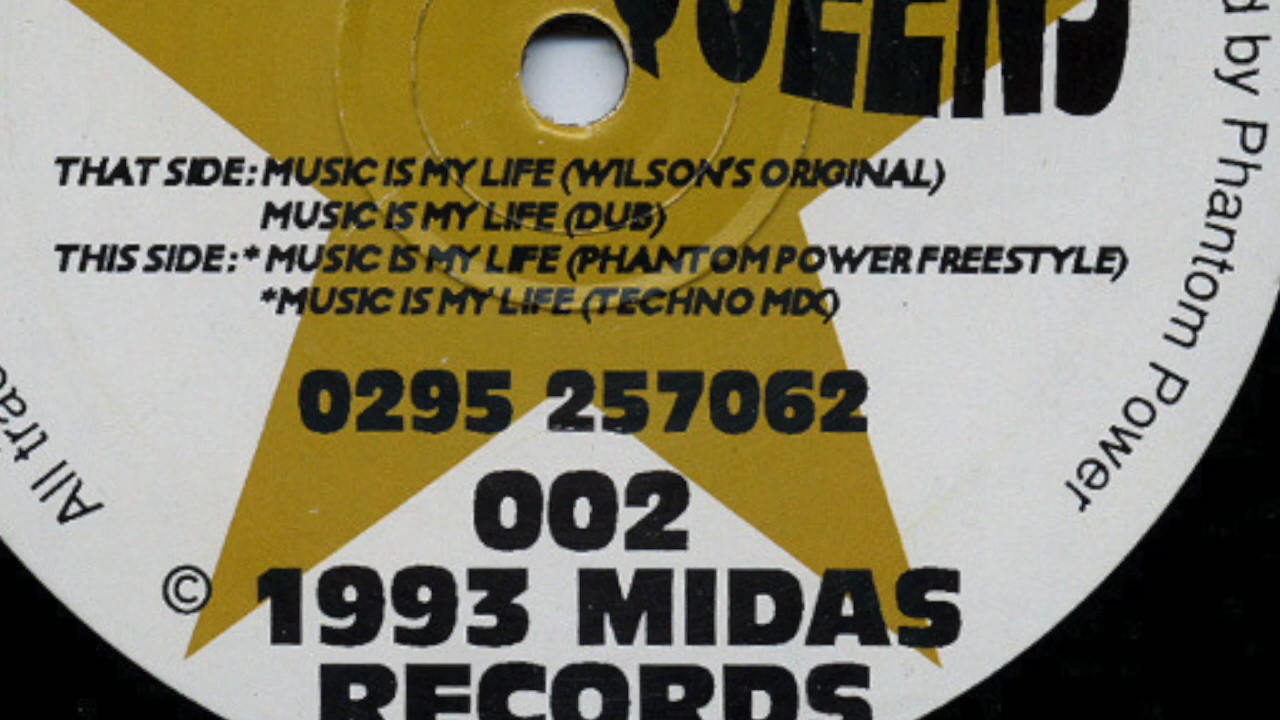 QUEENS
THAT SIDE: MUSIC IS MY LIFE (WILSON'S ORIGINAL)
MUSIC IS MY LIFE (DUB)
THIS SIDE: * MUSIC IS MY LIFE (PHANTOM POWER FREESTYLE)
*MUSIC IS MY LIFE (TECHNO MIX)
0295 257062
002
© 1993 MIDAS
RECORDS
All
by Phantom Power